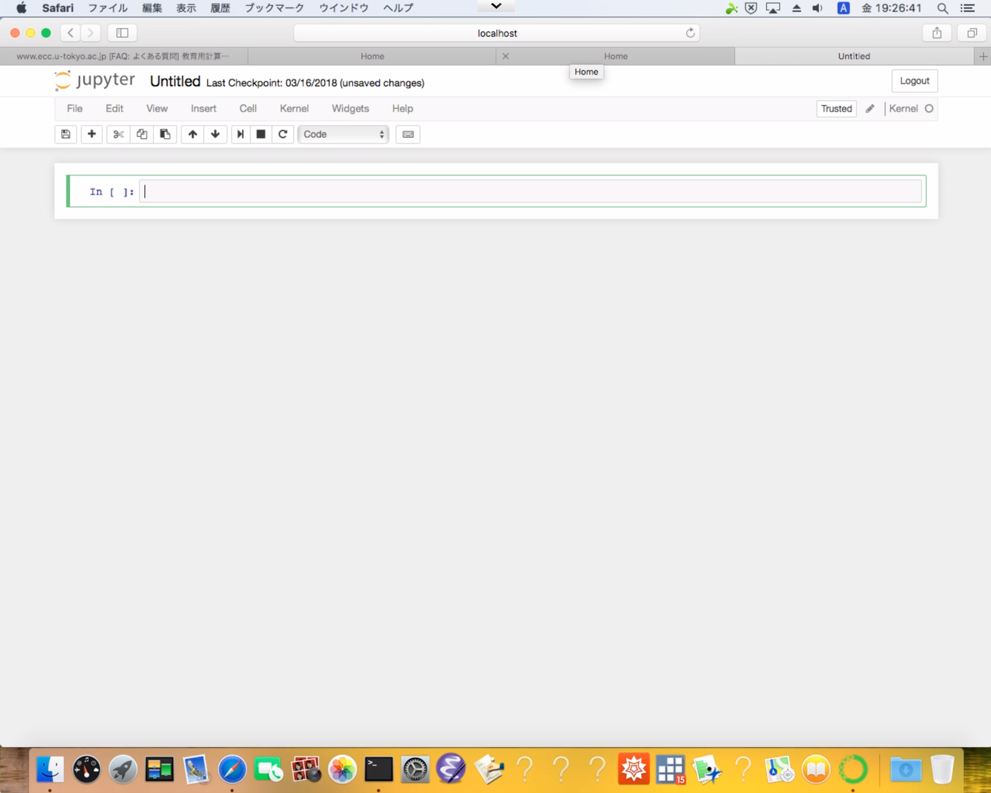 Safari ファイル 編集 表示 履歴 ブックマーク ウインドウ ヘルプ A 金 19:26:41
localhost
www.ecc.u-tokyo.ac.jp [FAQ: よくある質問] 教育用計算… Home Home Untitled
Home
jupyter Untitled Last Checkpoint: 03/16/2018 (unsaved changes) Logout
File Edit View Insert Cell Kernel Widgets Help Trusted Kernel
Code
In [ ]:
15